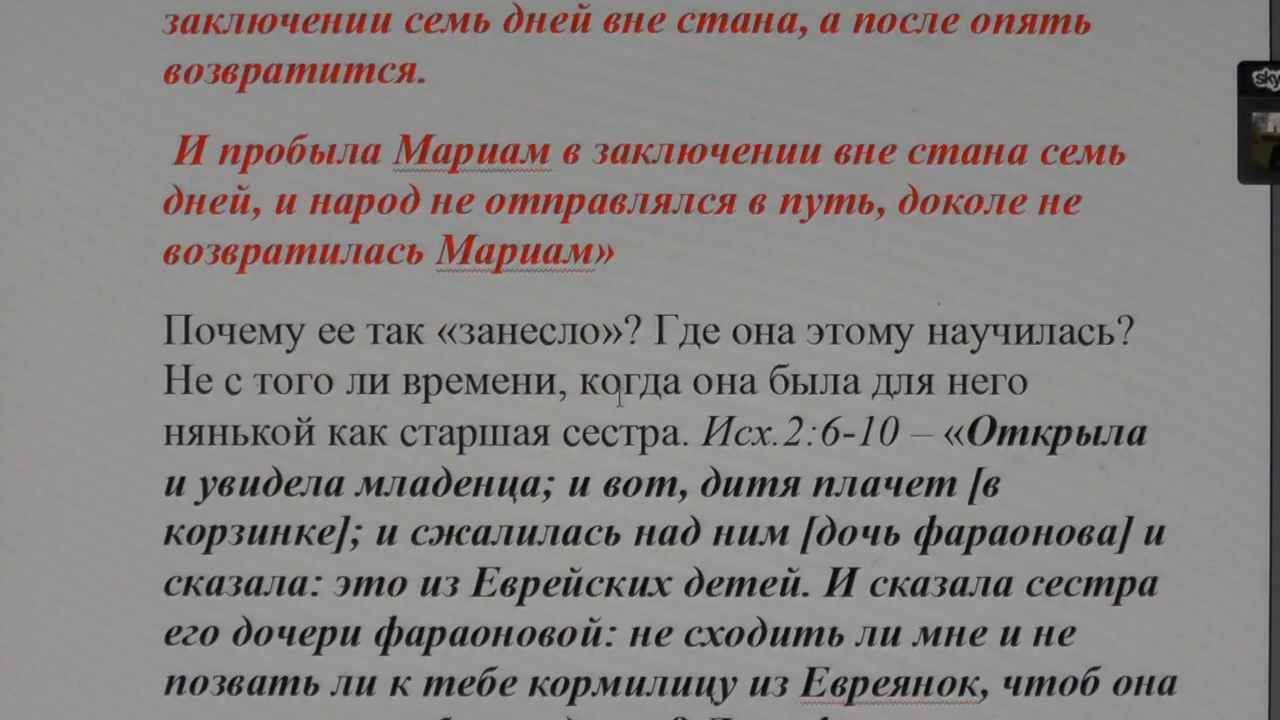 заключении семь дней вне стана, а после опять
возвратится.
И пробыла Мариам в заключении вне стана семь
дней, и народ не отправлялся в путь, доколе не
возвратилась Мариам»
Почему ее так «занесло»? Где она этому научилась?
Не с того ли времени, когда она была для него
нянькой как старшая сестра. Исх.2:6-10 – «Открыла
и увидела младенца; и вот, дитя плачет [в
корзинке]; и сжалилась над ним [дочь фараонова] и
сказала: это из Еврейских детей. И сказала сестра
его дочери фараоновой: не сходить ли мне и не
позвать ли к тебе кормилицу из Евреянок, чтоб она
sky